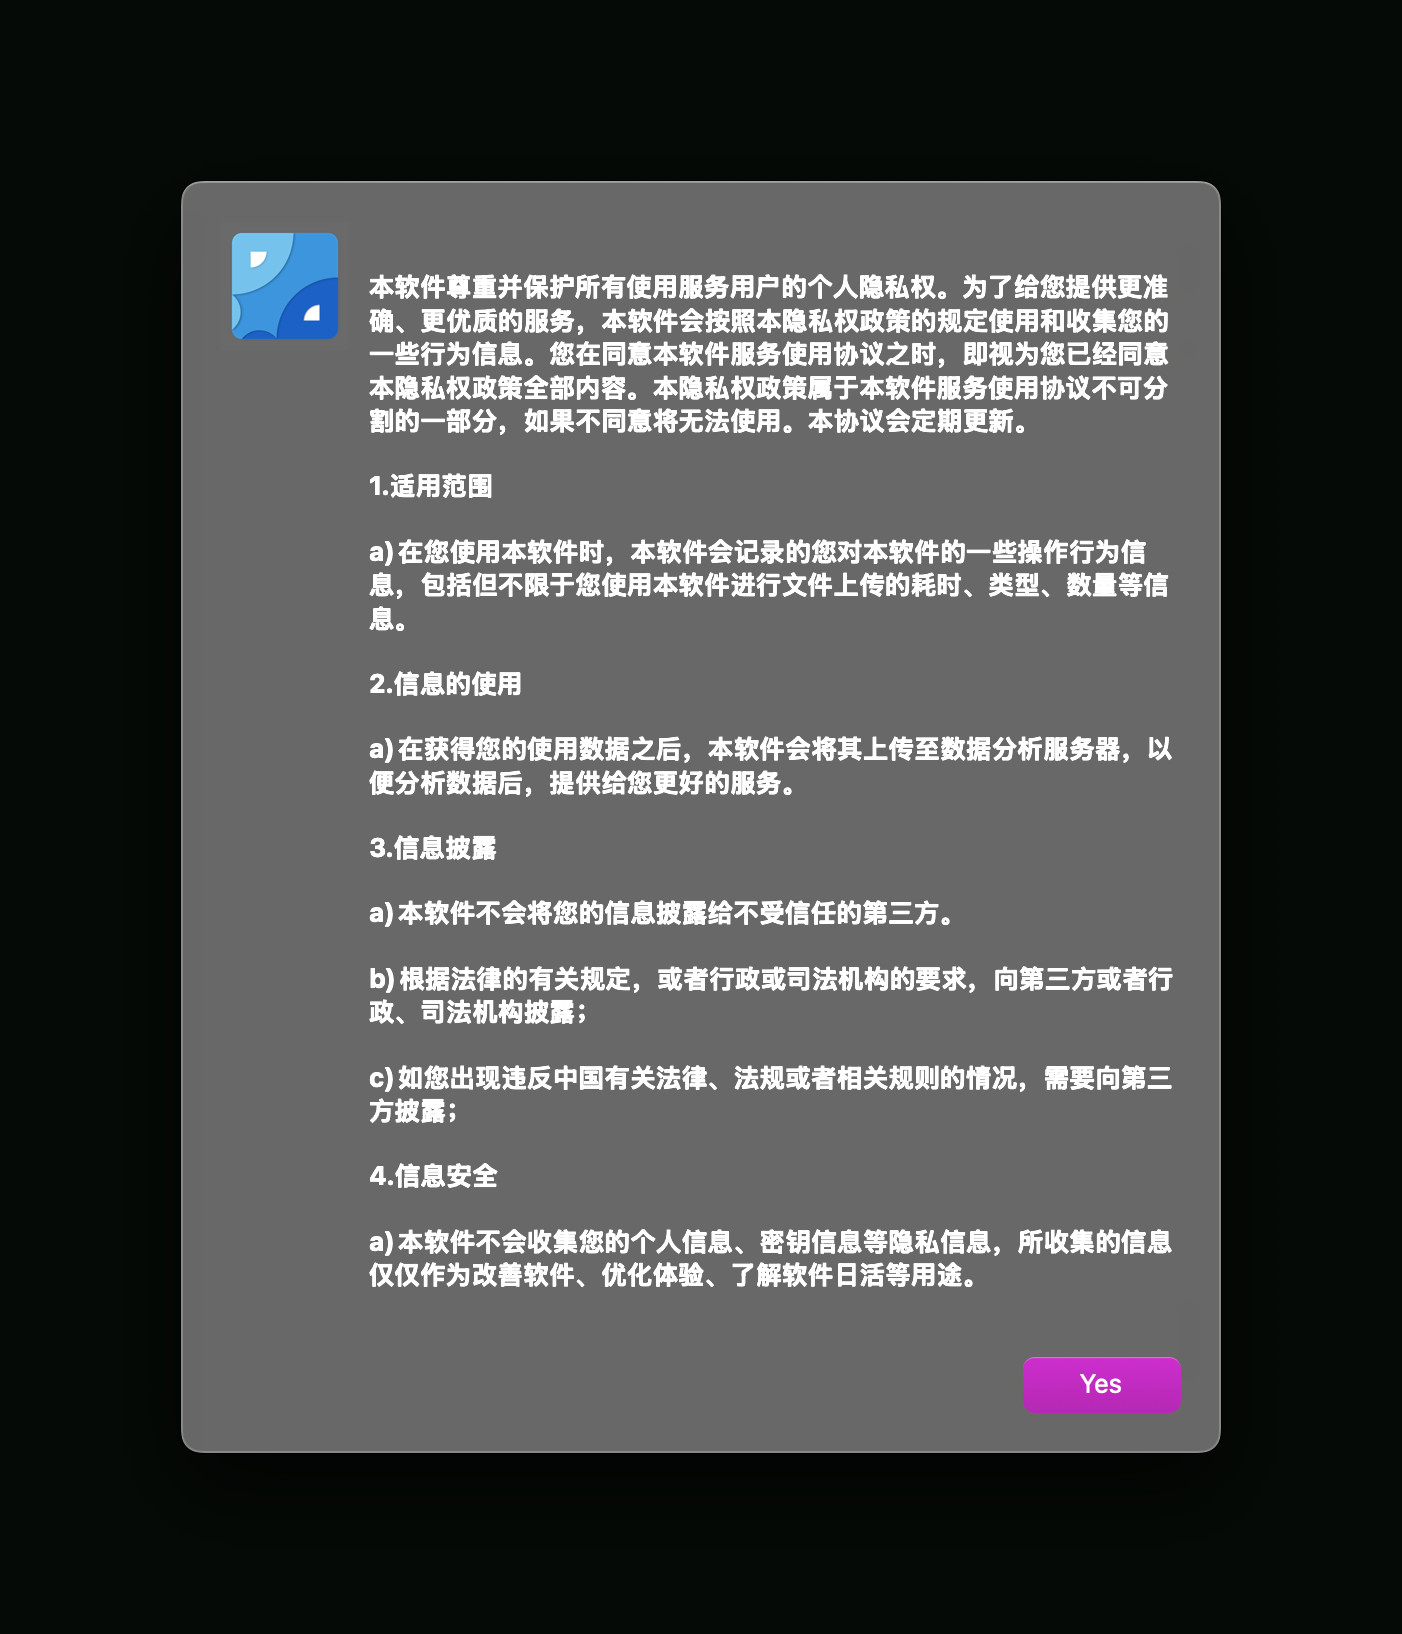 本软件尊重并保护所有使用服务用户的个人隐私权。为了给您提供更准
确、更优质的服务，本软件会按照本隐私权政策的规定使用和收集您的
一些行为信息。您在同意本软件服务使用协议之时，即视为您已经同意
本隐私权政策全部内容。本隐私权政策属于本软件服务使用协议不可分
割的一部分，如果不同意将无法使用。本协议会定期更新。
1.适用范围
a) 在您使用本软件时，本软件会记录的您对本软件的一些操作行为信
息，包括但不限于您使用本软件进行文件上传的耗时、类型、数量等信
息。
2.信息的使用
a) 在获得您的使用数据之后，本软件会将其上传至数据分析服务器，以
便分析数据后，提供给您更好的服务。
3.信息披露
a) 本软件不会将您的信息披露给不受信任的第三方。
b) 根据法律的有关规定，或者行政或司法机构的要求，向第三方或者行
政、司法机构披露；
c) 如您出现违反中国有关法律、法规或者相关规则的情况，需要向第三
方披露；
4.信息安全
a) 本软件不会收集您的个人信息、密钥信息等隐私信息，所收集的信息
仅仅作为改善软件、优化体验、了解软件日活等用途。
Yes